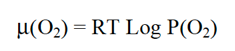 μ(O₂) = RT Log P(O₂)